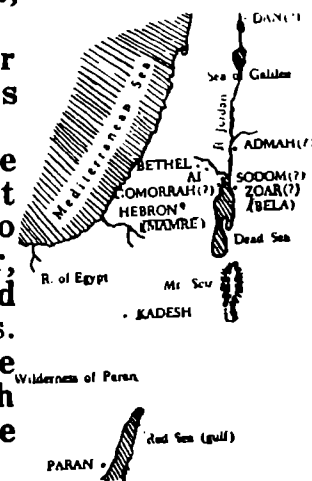 DAN(?)
Sea of Galilee
R Jordan
Mediterranean Sea
ADMAH(?)
BETHEL
AI
SODOM(?)
GOMORRAH(?)
ZOAR(?)
HEBRON
(BELA)
(MAMRE)
Dead Sea
R. of Egypt
Mt Seir
KADESH
Wilderness of Paran
Red Sea (gulf)
PARAN
r
s
e
t
o
,
d
s.
e
h
e